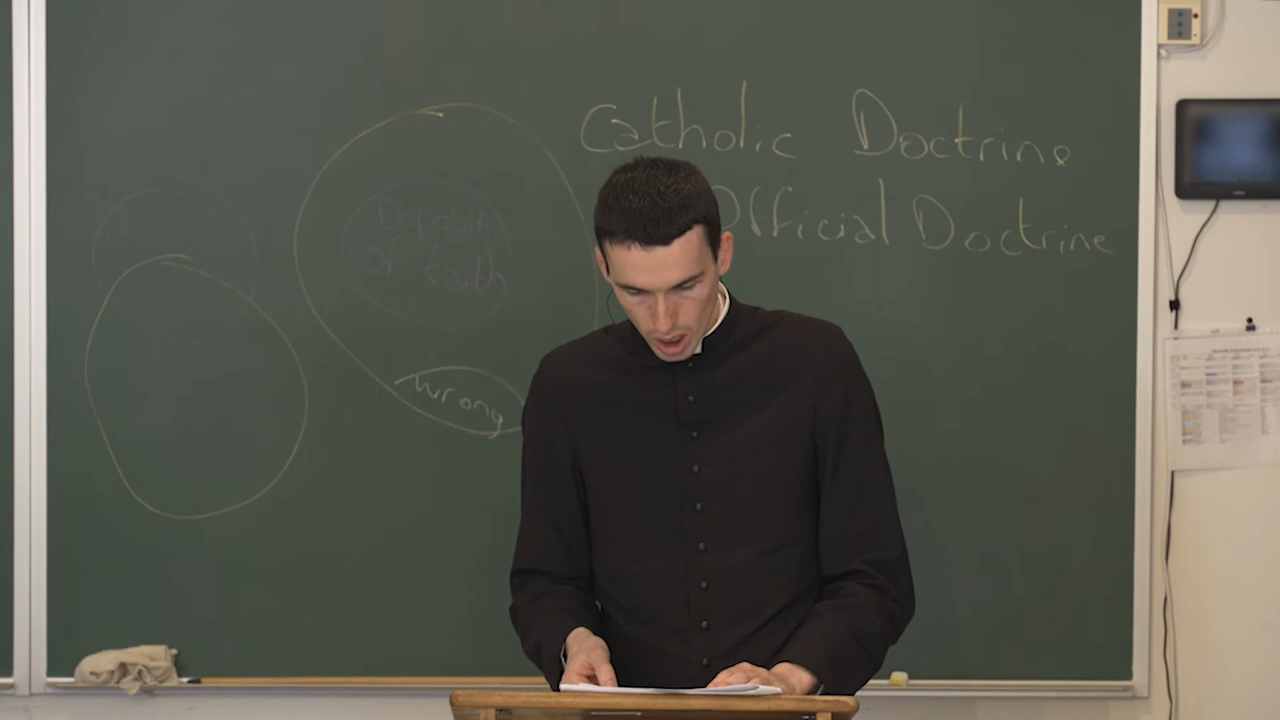 Catholic Doctrine
Official Doctrine
Deposit
of faith
wrong